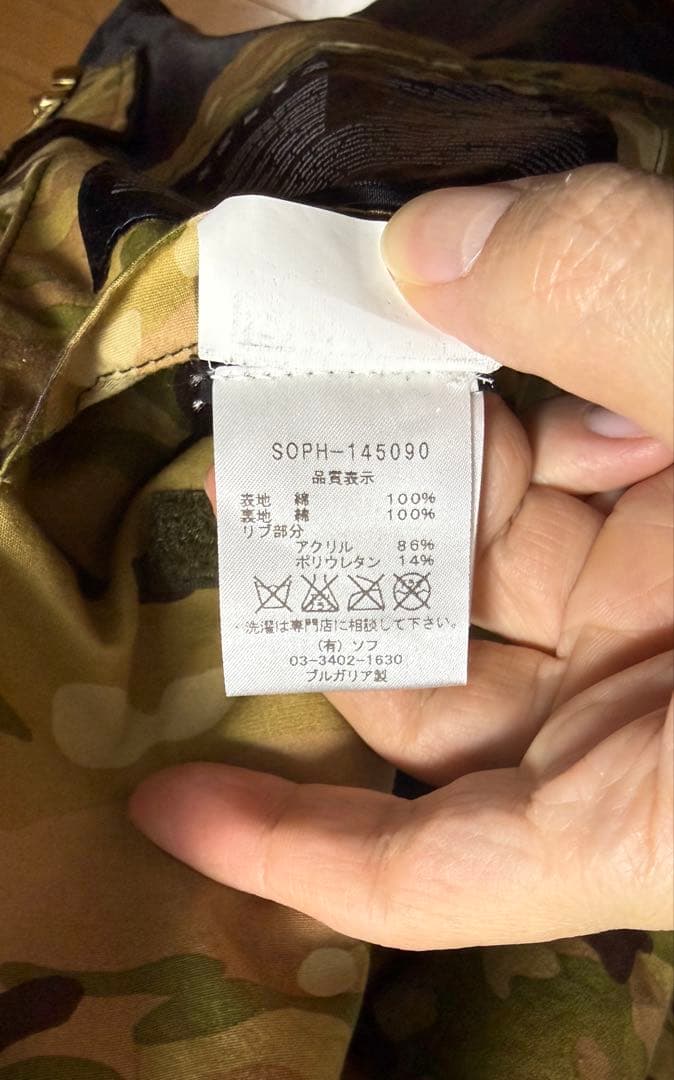 SOPH-145090
品質表示
表地 綿 100%
裏地 綿 100%
リブ部分
アクリル 86%
ポリウレタン 14%
・洗濯は専門店に相談して下さい。
(有) ソフ
03-3402-1630
ブルガリア製